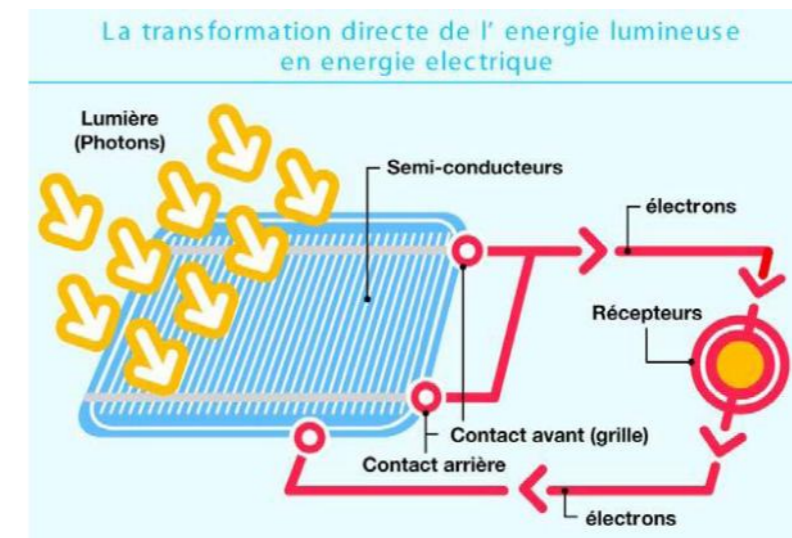 La transformation directe de l' energie lumineuse
en energie electrique
Lumière
(Photons)
Semi-conducteurs
électrons
Récepteurs
Contact avant (grille)
Contact arrière
électrons